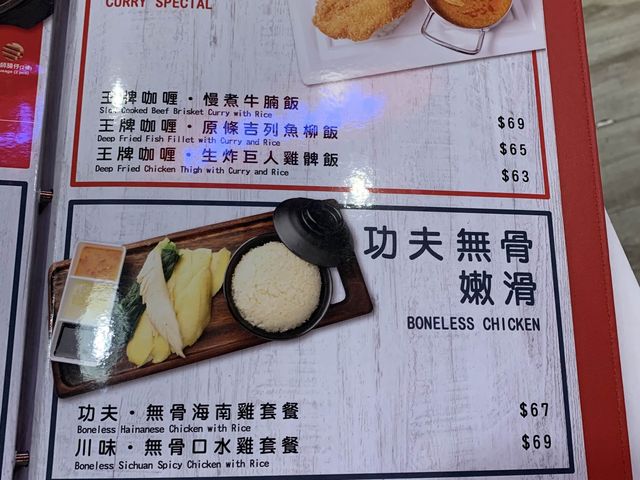 CURRY SPECIAL
王牌咖喱・慢煮牛腩飯
Slow Cooked Beef Brisket Curry with Rice
$69
王牌咖喱・原條吉列魚柳飯
Deep Fried Fish Fillet with Curry and Rice
$65
王牌咖喱・生炸巨人雞髀飯
Deep Fried Chicken Thigh with Curry and Rice
$63
功夫無骨
嫩滑
BONELESS CHICKEN
功夫・無骨海南雞套餐
Boneless Hainanese Chicken with Rice
$67
川味・無骨口水雞套餐
Boneless Sichuan Spicy Chicken with Rice
$69